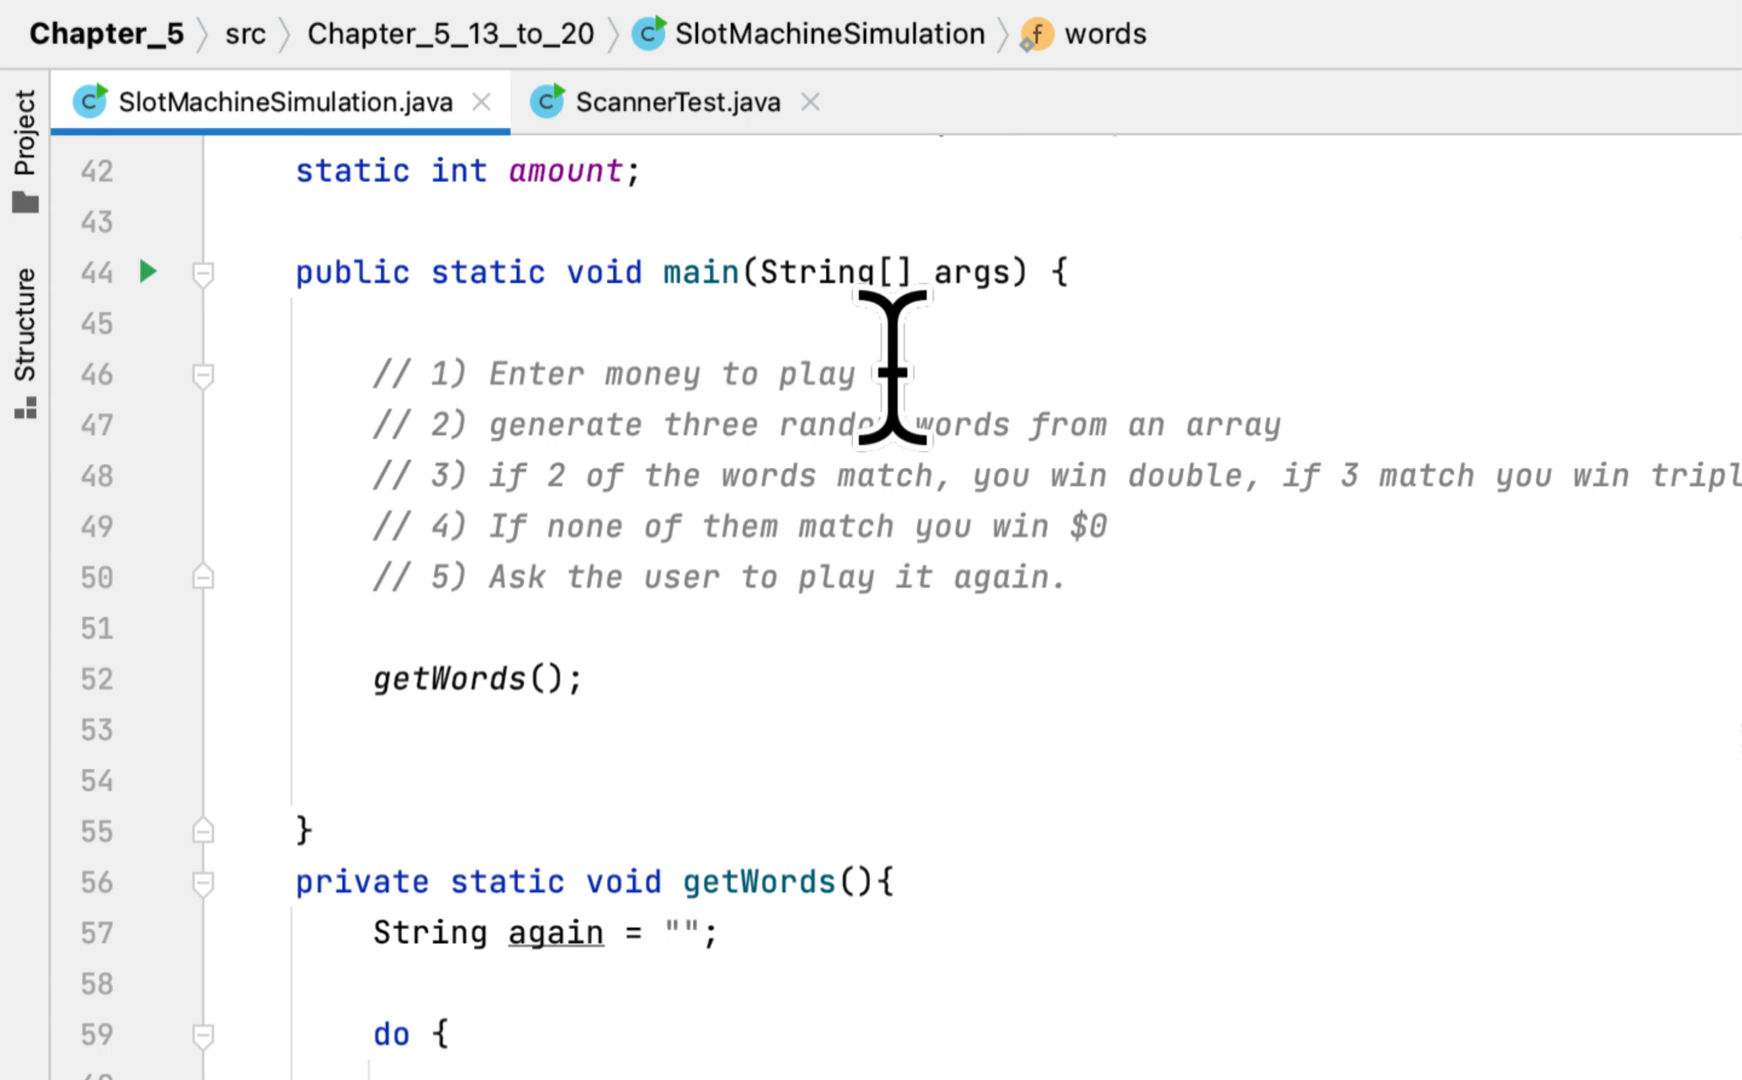 Chapter_5 src Chapter_5_13_to_20 SlotMachineSimulation words
SlotMachineSimulation.java ScannerTest.java
Project
Structure
42 static int amount;
43
44 public static void main(String[] args) {
45
46 // 1) Enter money to play
47 // 2) generate three random words from an array
48 // 3) if 2 of the words match, you win double, if 3 match you win tripl
49 // 4) If none of them match you win $0
50 // 5) Ask the user to play it again.
51
52 getWords();
53
54
55 }
56 private static void getWords(){
57 String again = "";
58
59 do {